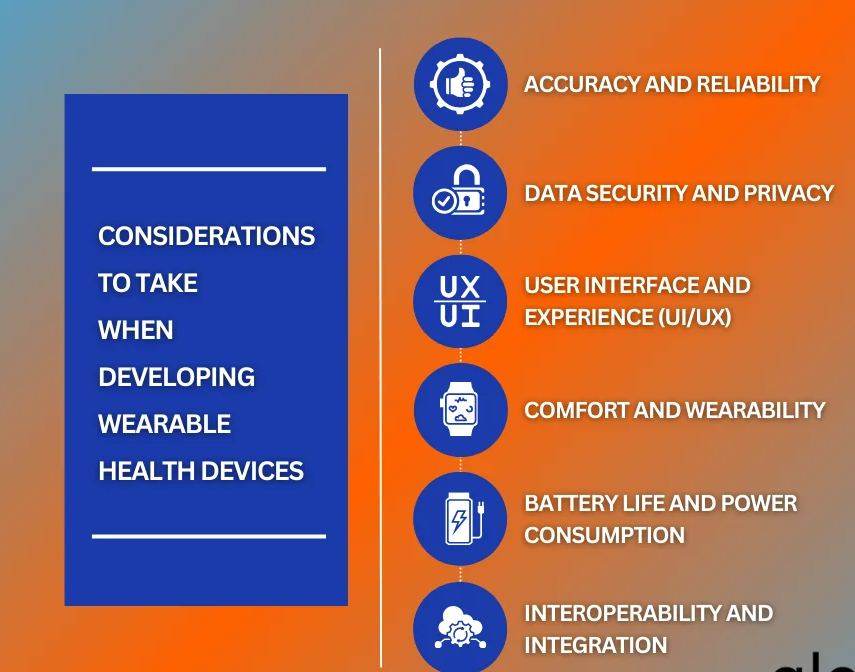 CONSIDERATIONS
TO TAKE
WHEN
DEVELOPING
WEARABLE
HEALTH DEVICES
ACCURACY AND RELIABILITY
DATA SECURITY AND PRIVACY
UX
UI
USER INTERFACE AND
EXPERIENCE (UI/UX)
COMFORT AND WEARABILITY
BATTERY LIFE AND POWER
CONSUMPTION
INTEROPERABILITY AND
INTEGRATION